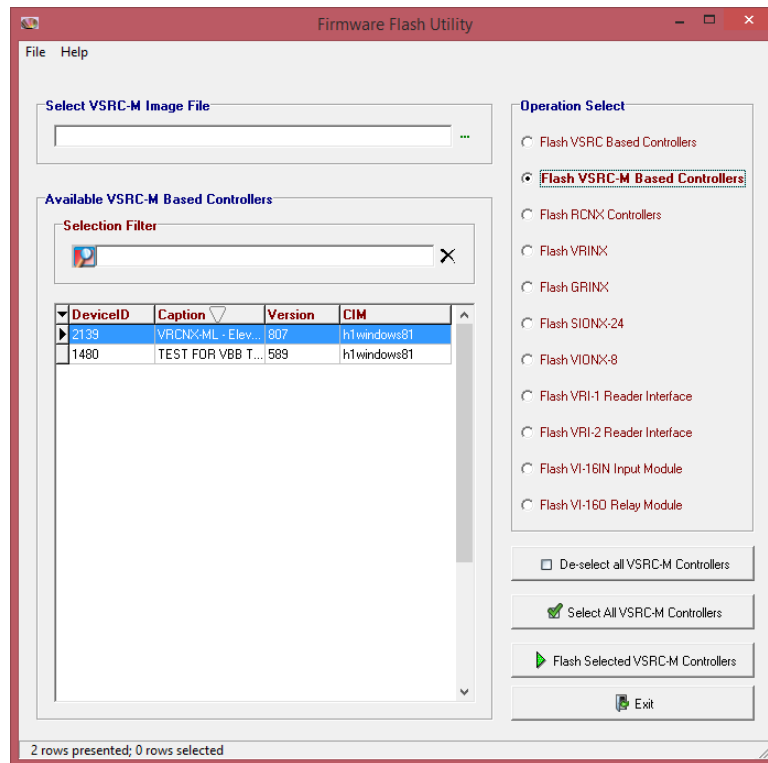 Firmware Flash Utility
File Help
Select VSRC-M Image File
...
Available VSRC-M Based Controllers
Selection Filter
DeviceID Caption Version CIM
2139 VRCNX-ML - Elev... 807 h1windows81
1480 TEST FOR VBB T... 589 h1windows81
Operation Select
Flash VSRC Based Controllers
Flash VSRC-M Based Controllers
Flash RCNX Controllers
Flash VRINX
Flash GRINX
Flash SIONX-24
Flash VIONX-8
Flash VRI-1 Reader Interface
Flash VRI-2 Reader Interface
Flash VI-16IN Input Module
Flash VI-16O Relay Module
De-select all VSRC-M Controllers
Select All VSRC-M Controllers
Flash Selected VSRC-M Controllers
Exit
2 rows presented; 0 rows selected